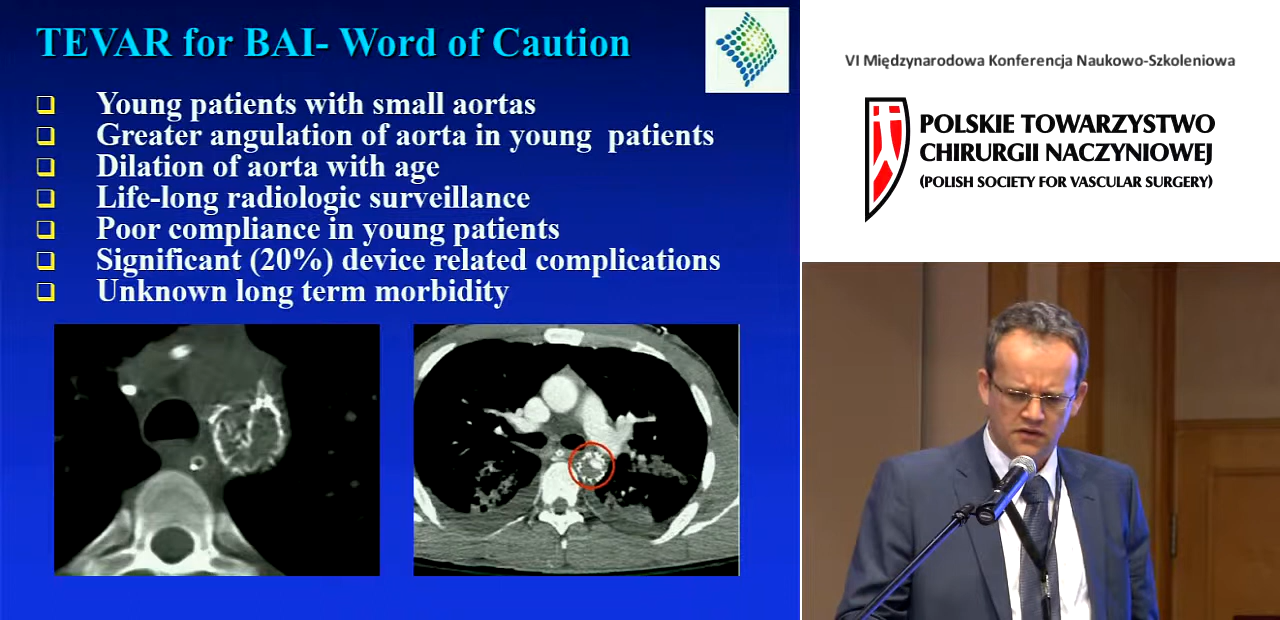 TEVAR for BAI- Word of Caution
Young patients with small aortas
Greater angulation of aorta in young patients
Dilation of aorta with age
Life-long radiologic surveillance
Poor compliance in young patients
Significant (20%) device related complications
Unknown long term morbidity
VI Międzynarodowa Konferencja Naukowo-Szkoleniowa
POLSKIE TOWARZYSTWO
CHIRURGII NACZYNIOWEJ
(POLISH SOCIETY FOR VASCULAR SURGERY)